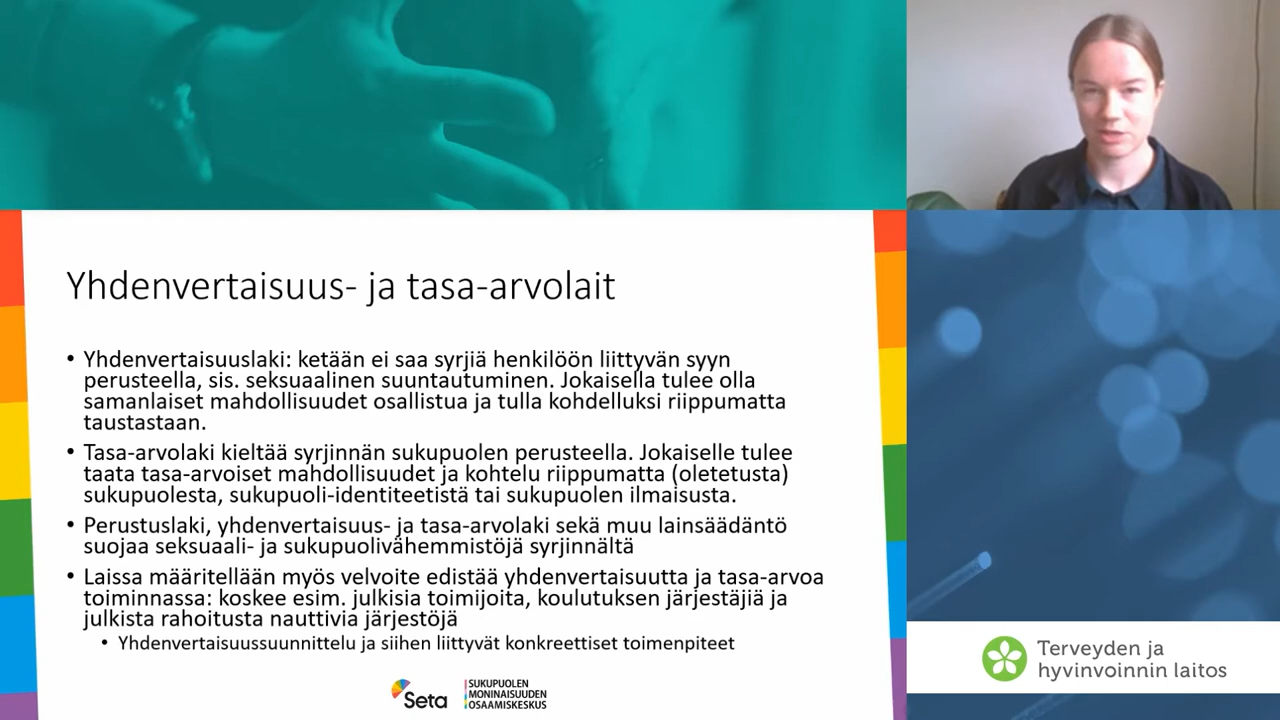 Yhdenvertaisuus- ja tasa-arvolait
• Yhdenvertaisuuslaki: ketään ei saa syrjiä henkilöön liittyvän syyn
perusteella, sis. seksuaalinen suuntautuminen. Jokaisella tulee olla
samanlaiset mahdollisuudet osallistua ja tulla kohdelluksi riippumatta
taustastaan.
• Tasa-arvolaki kieltää syrjinnän sukupuolen perusteella. Jokaiselle tulee
taata tasa-arvoiset mahdollisuudet ja kohtelu riippumatta (oletetusta)
sukupuolesta, sukupuoli-identiteetistä tai sukupuolen ilmaisusta.
• Perustuslaki, yhdenvertaisuus- ja tasa-arvolaki sekä muu lainsäädäntö
suojaa seksuaali- ja sukupuolivähemmistöjä syrjinnältä
• Laissa määritellään myös velvoite edistää yhdenvertaisuutta ja tasa-arvoa
toiminnassa: koskee esim. julkisia toimijoita, koulutuksen järjestäjiä ja
julkista rahoitusta nauttivia järjestöjä
• Yhdenvertaisuussuunnittelu ja siihen liittyvät konkreettiset toimenpiteet
Seta
SUKUPUOLEN
MONINAISUUDEN
OSAAMISKESKUS
Terveyden ja
hyvinvoinnin laitos